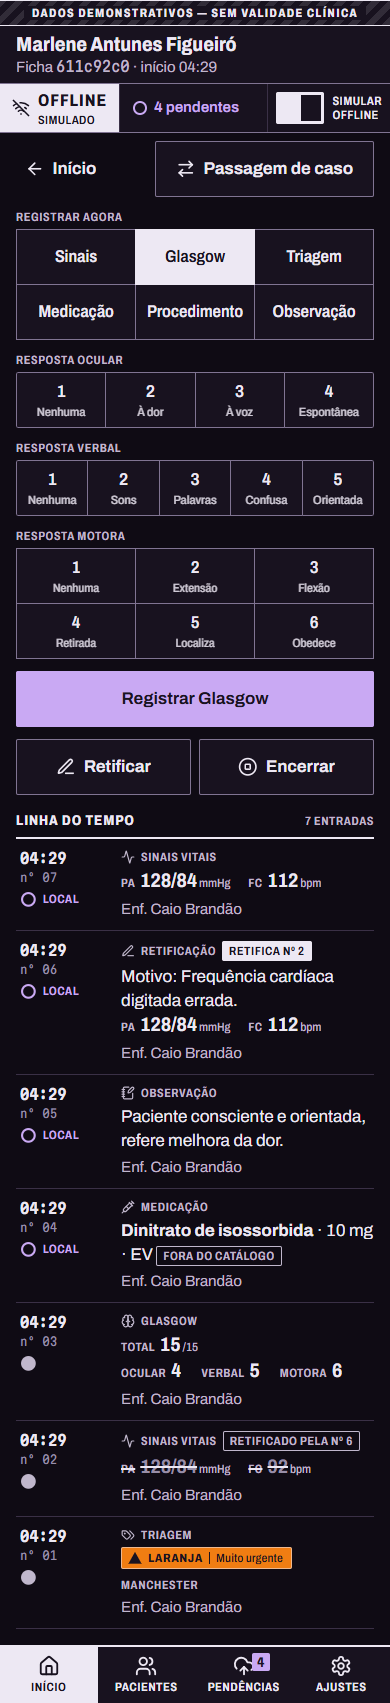 DADOS DEMONSTRATIVOS — SEM VALIDADE CLÍNICA
Marlene Antunes Figueiró
Ficha 611c92c0 · início 04:29
OFFLINE
SIMULADO
4 pendentes
SIMULAR
OFFLINE
Início
Passagem de caso
REGISTRAR AGORA
Sinais
Glasgow
Triagem
Medicação
Procedimento
Observação
RESPOSTA OCULAR
1 2 3 4
Nenhuma À dor À voz Espontânea
RESPOSTA VERBAL
1 2 3 4 5
Nenhuma Sons Palavras Confusa Orientada
RESPOSTA MOTORA
1 2 3
Nenhuma Extensão Flexão
4 5 6
Retirada Localiza Obedece
Registrar Glasgow
Retificar
Encerrar
LINHA DO TEMPO
7 ENTRADAS
04:29
nº 07
LOCAL
SINAIS VITAIS
PA 128/84 mmHg FC 112 bpm
Enf. Caio Brandão
04:29
nº 06
LOCAL
RETIFICAÇÃO RETIFICA Nº 2
Motivo: Frequência cardíaca
digitada errada.
PA 128/84 mmHg FC 112 bpm
Enf. Caio Brandão
04:29
nº 05
LOCAL
OBSERVAÇÃO
Paciente consciente e orientada,
refere melhora da dor.
Enf. Caio Brandão
04:29
nº 04
LOCAL
MEDICAÇÃO
Dinitrato de isossorbida · 10 mg
· EV FORA DO CATÁLOGO
Enf. Caio Brandão
04:29
nº 03
GLASGOW
TOTAL 15 /15
OCULAR 4 VERBAL 5 MOTORA 6
Enf. Caio Brandão
04:29
nº 02
SINAIS VITAIS RETIFICADO PELA Nº 6
PA 128/84 mmHg FC 92 bpm
Enf. Caio Brandão
04:29
nº 01
TRIAGEM
LARANJA | Muito urgente
MANCHESTER
Enf. Caio Brandão
INÍCIO
PACIENTES
4
PENDÊNCIAS
AJUSTES